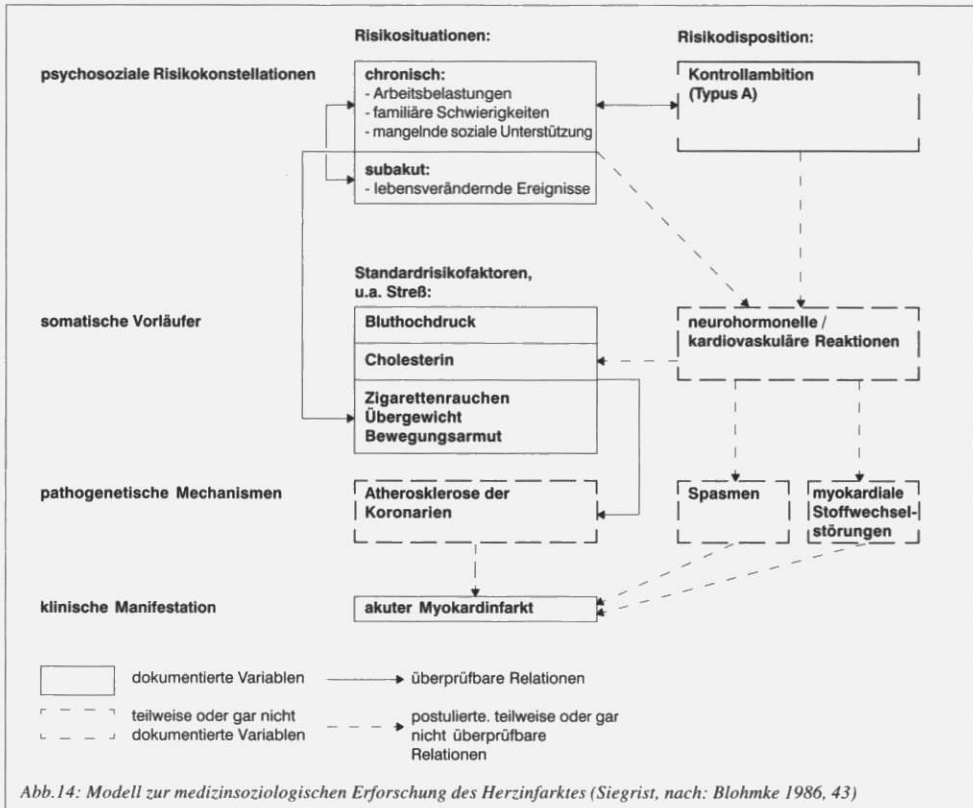 Risikosituationen:
Risikodisposition:
psychosoziale Risikokonstellationen
chronisch:
- Arbeitsbelastungen
- familiäre Schwierigkeiten
- mangelnde soziale Unterstützung
Kontrollambition
(Typus A)
subakut:
- lebensverändernde Ereignisse
Standardrisikofaktoren,
u.a. Streß:
somatische Vorläufer
Bluthochdruck
Cholesterin
Zigarettenrauchen
Übergewicht
Bewegungsarmut
neurohormonelle /
kardiovaskuläre Reaktionen
pathogenetische Mechanismen
Atherosklerose der
Koronarien
Spasmen
myokardiale
Stoffwechsel-
störungen
klinische Manifestation
akuter Myokardinfarkt
dokumentierte Variablen
überprüfbare Relationen
teilweise oder gar nicht
dokumentierte Variablen
postulierte. teilweise oder gar
nicht überprüfbare
Relationen
Abb.14: Modell zur medizinsoziologischen Erforschung des Herzinfarktes (Siegrist, nach: Blohmke 1986, 43)